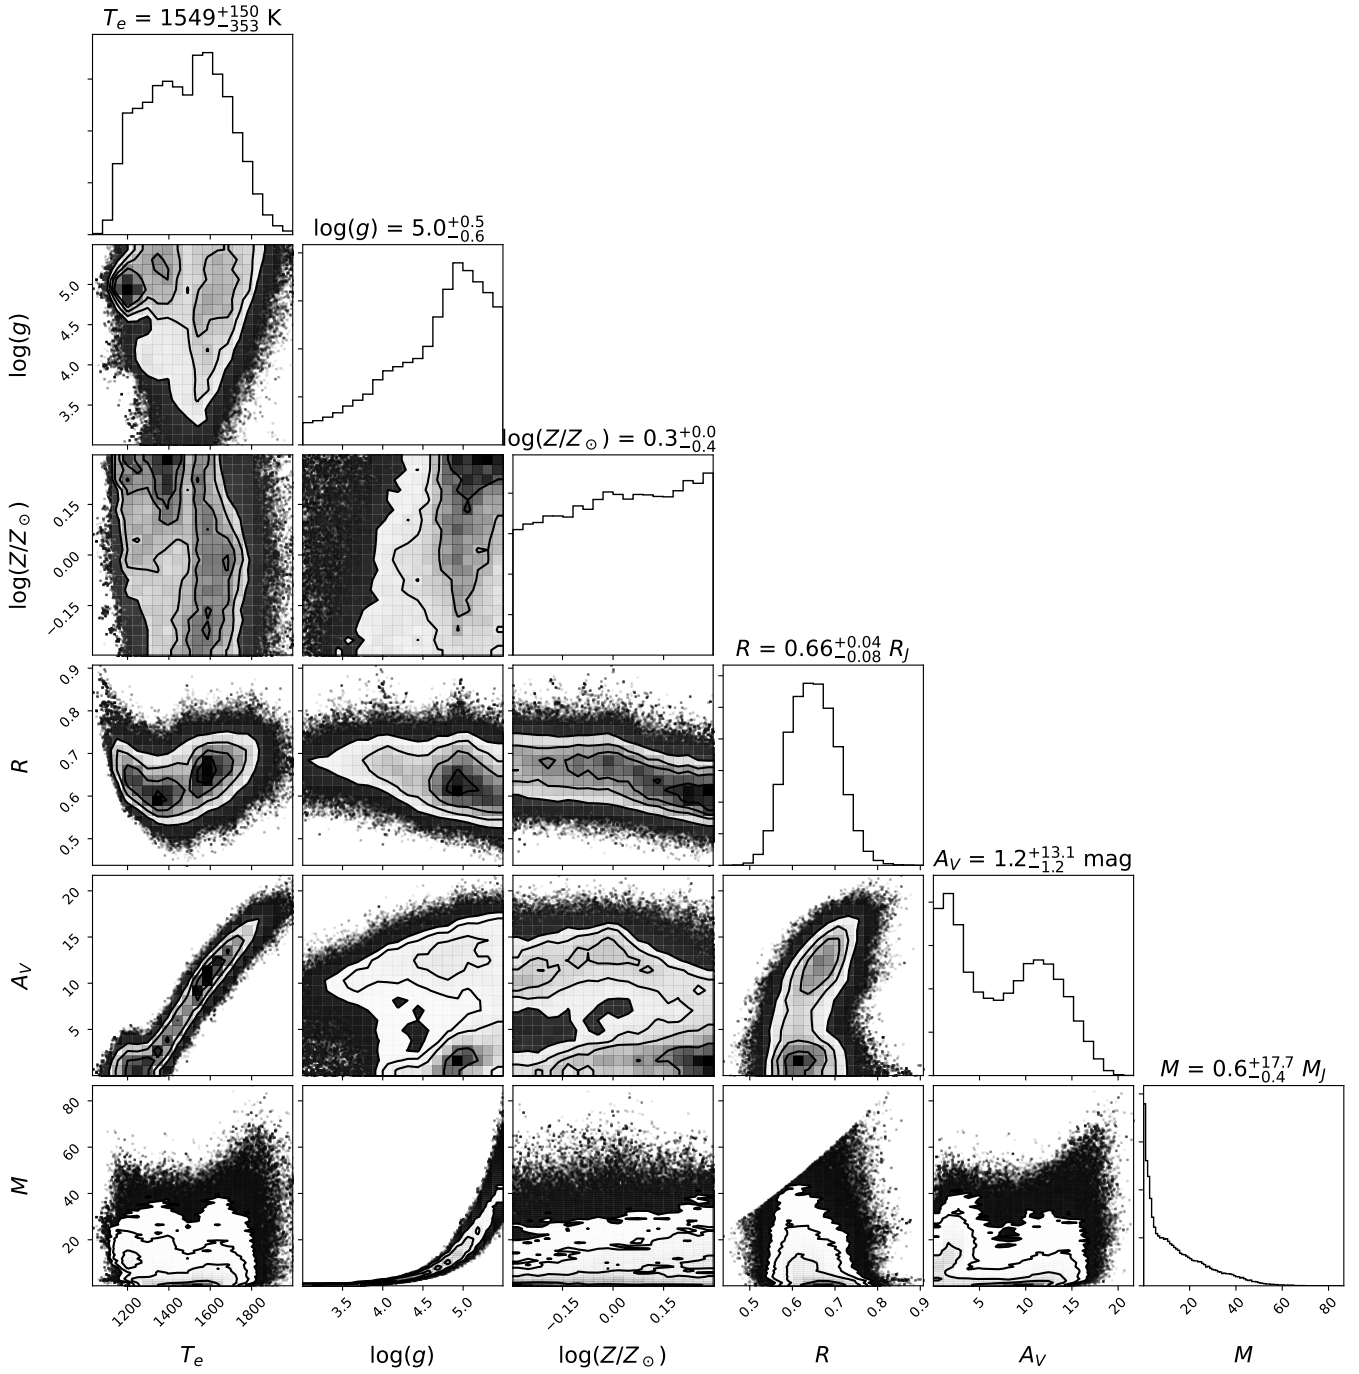 T_e = 1549^{+150}_{-353} K
log(g) = 5.0^{+0.5}_{-0.6}
5.0
4.5
4.0
3.5
log(g)
log(Z/Z_⊙) = 0.3^{+0.0}_{-0.4}
0.15
0.00
−0.15
log(Z/Z_⊙)
R = 0.66^{+0.04}_{-0.08} R_J
0.9
0.8
0.7
0.6
0.5
R
A_V = 1.2^{+13.1}_{-1.2} mag
20
15
10
5
A_V
M = 0.6^{+17.7}_{-0.4} M_J
80
60
40
20
M
1200 1400 1600 1800 3.5 4.0 4.5 5.0 −0.15 0.00 0.15 0.5 0.6 0.7 0.8 0.9 5 10 15 20 20 40 60 80
T_e log(g) log(Z/Z_⊙) R A_V M